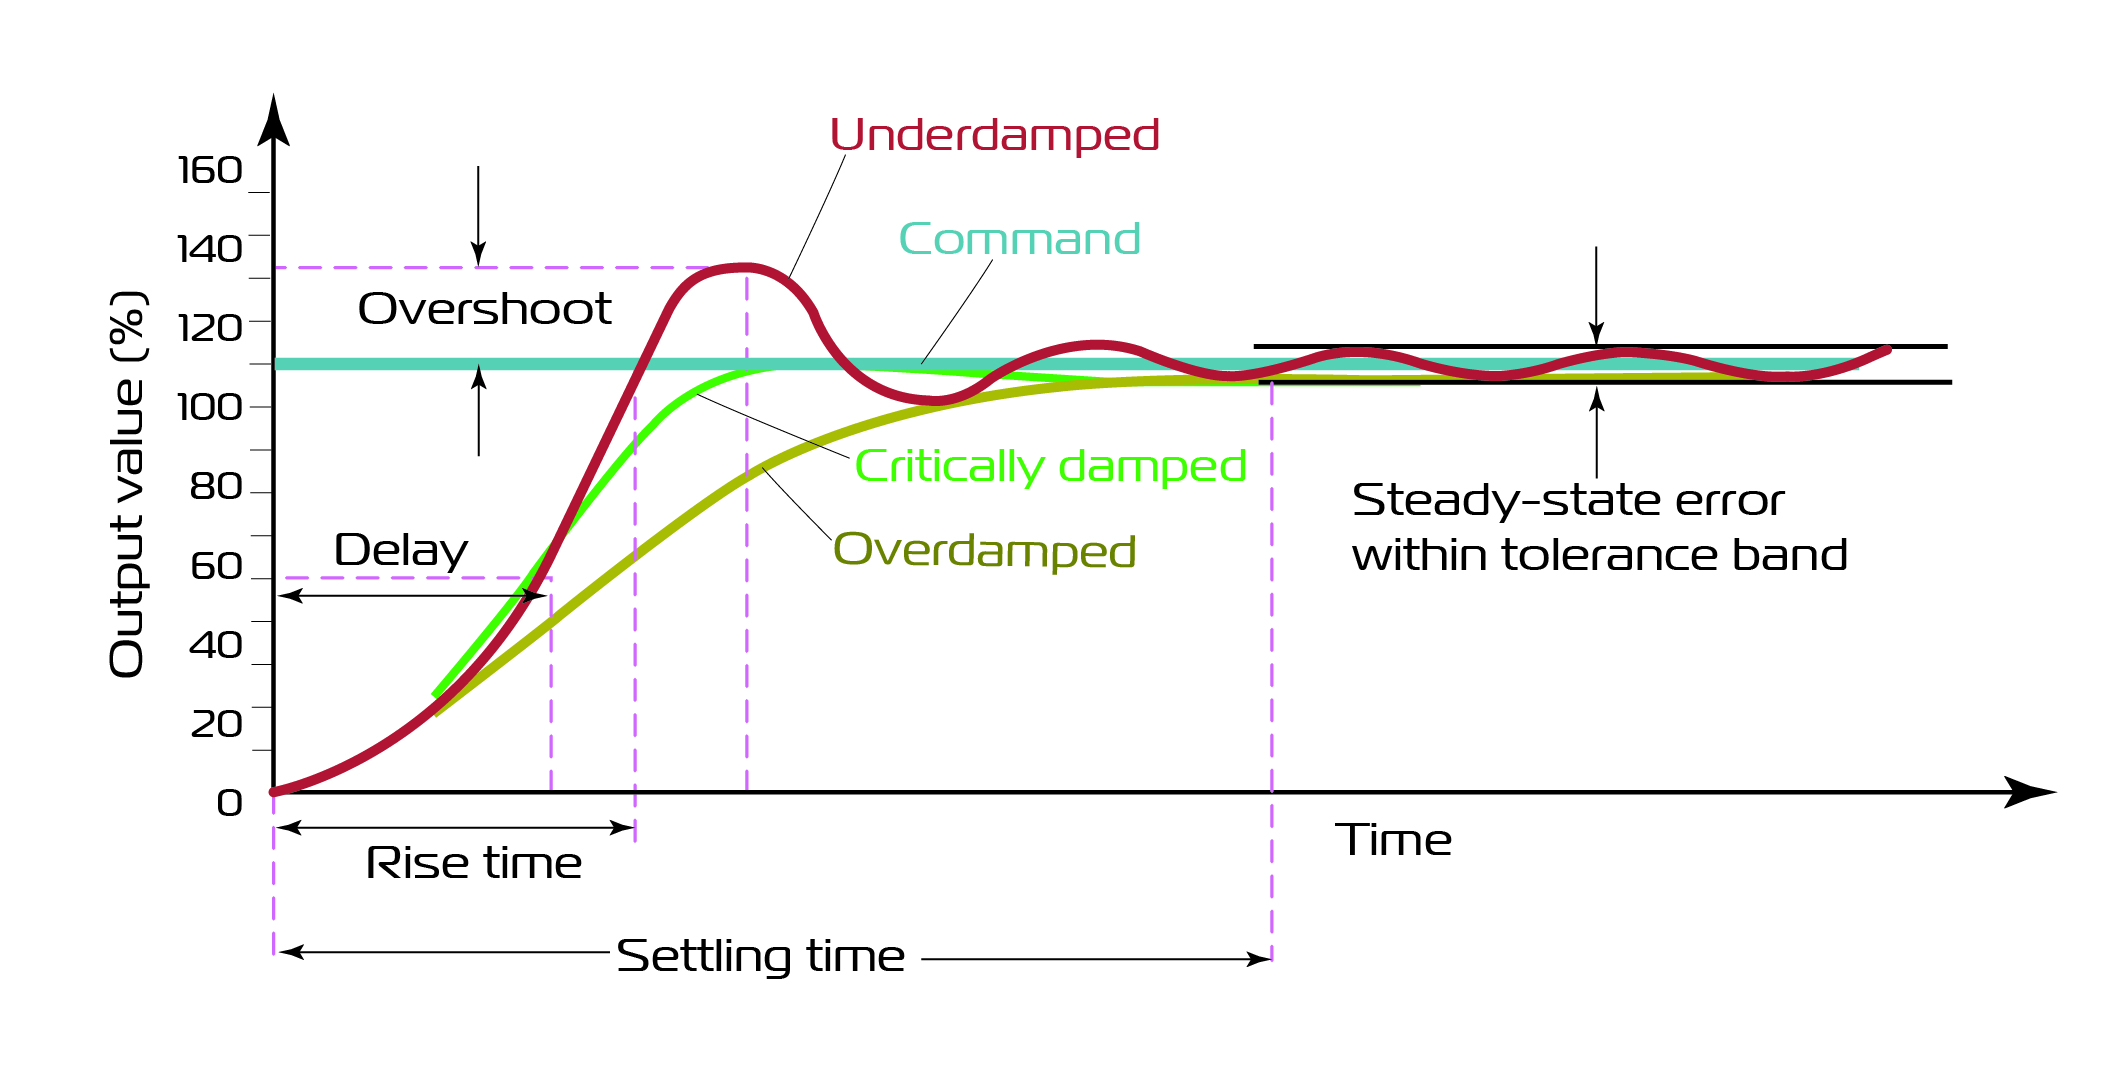 Underdamped
160
Command
140
Overshoot
120
100
Critically damped
80
Steady-state error
within tolerance band
Delay
Overdamped
60
40
20
0
Output value (%)
Time
Rise time
Settling time